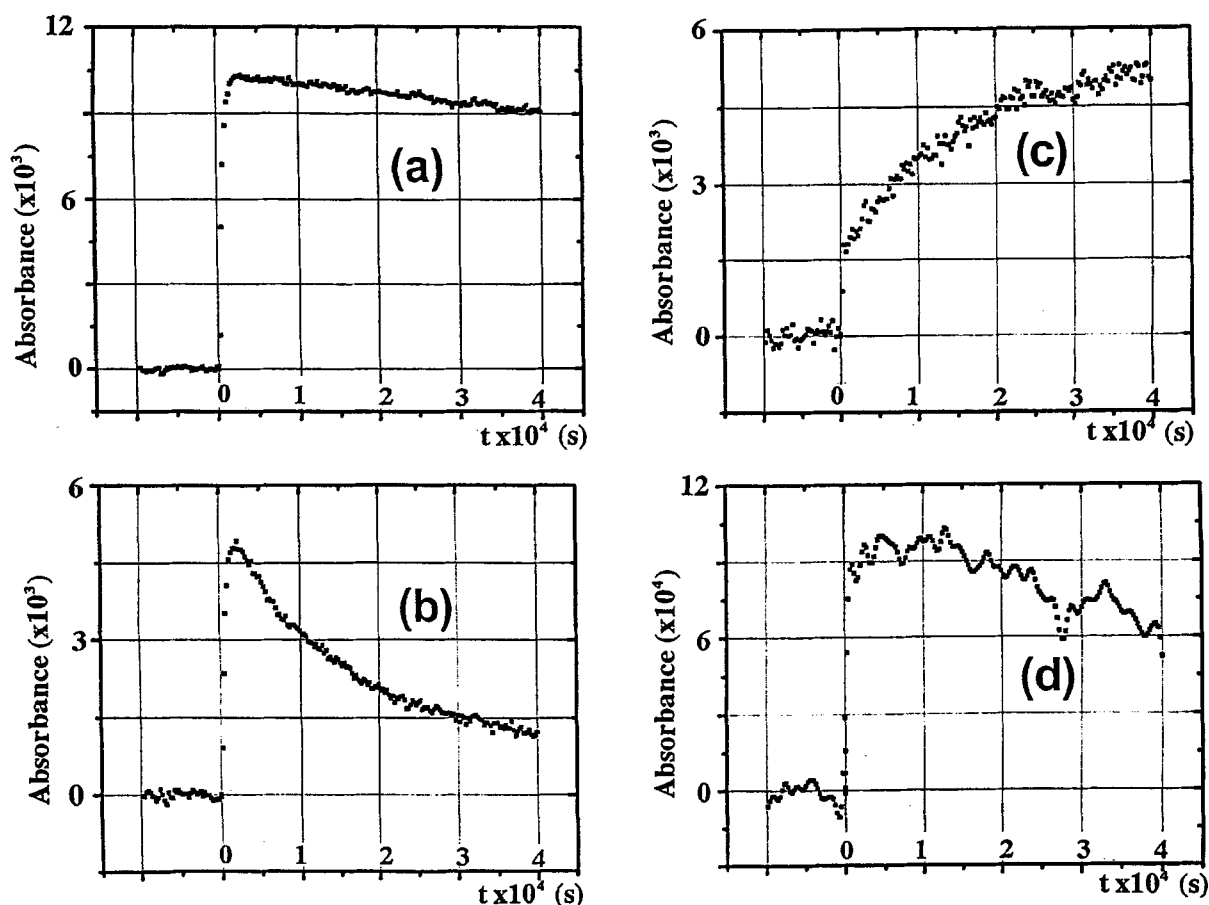 12
6
0
Absorbance (x10³)
(a)
0 1 2 3 4
t x10⁴ (s)
6
3
0
Absorbance (x10³)
(c)
0 1 2 3 4
t x10⁴ (s)
6
3
0
Absorbance (x10³)
(b)
0 1 2 3 4
t x10⁴ (s)
12
6
0
Absorbance (x10⁴)
(d)
0 1 2 3 4
t x10⁴ (s)